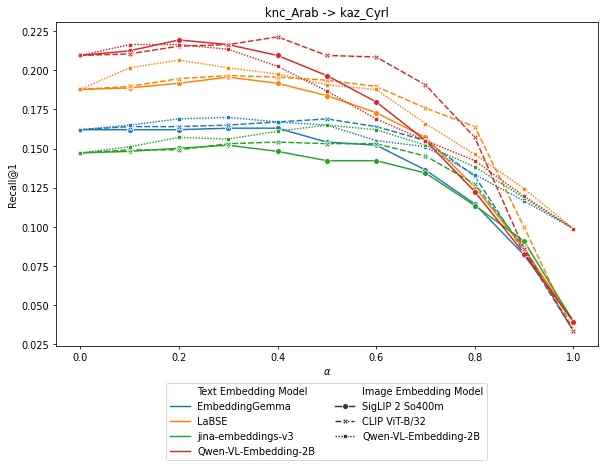 knc_Arab -> kaz_Cyrl
0.225
0.200
0.175
0.150
0.125
0.100
0.075
0.050
0.025
Recall@1
0.0 0.2 0.4 0.6 0.8 1.0
α
Text Embedding Model Image Embedding Model
EmbeddingGemma SigLIP 2 So400m
LaBSE CLIP ViT-B/32
jina-embeddings-v3 Qwen-VL-Embedding-2B
Qwen-VL-Embedding-2B